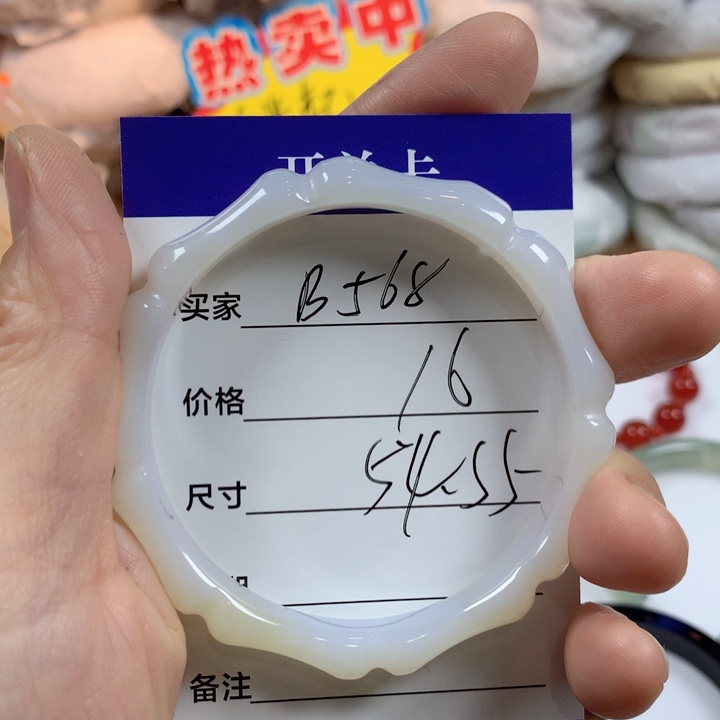 热卖中
开单卡
买家 B568
价格 16
尺寸 54.55
备注